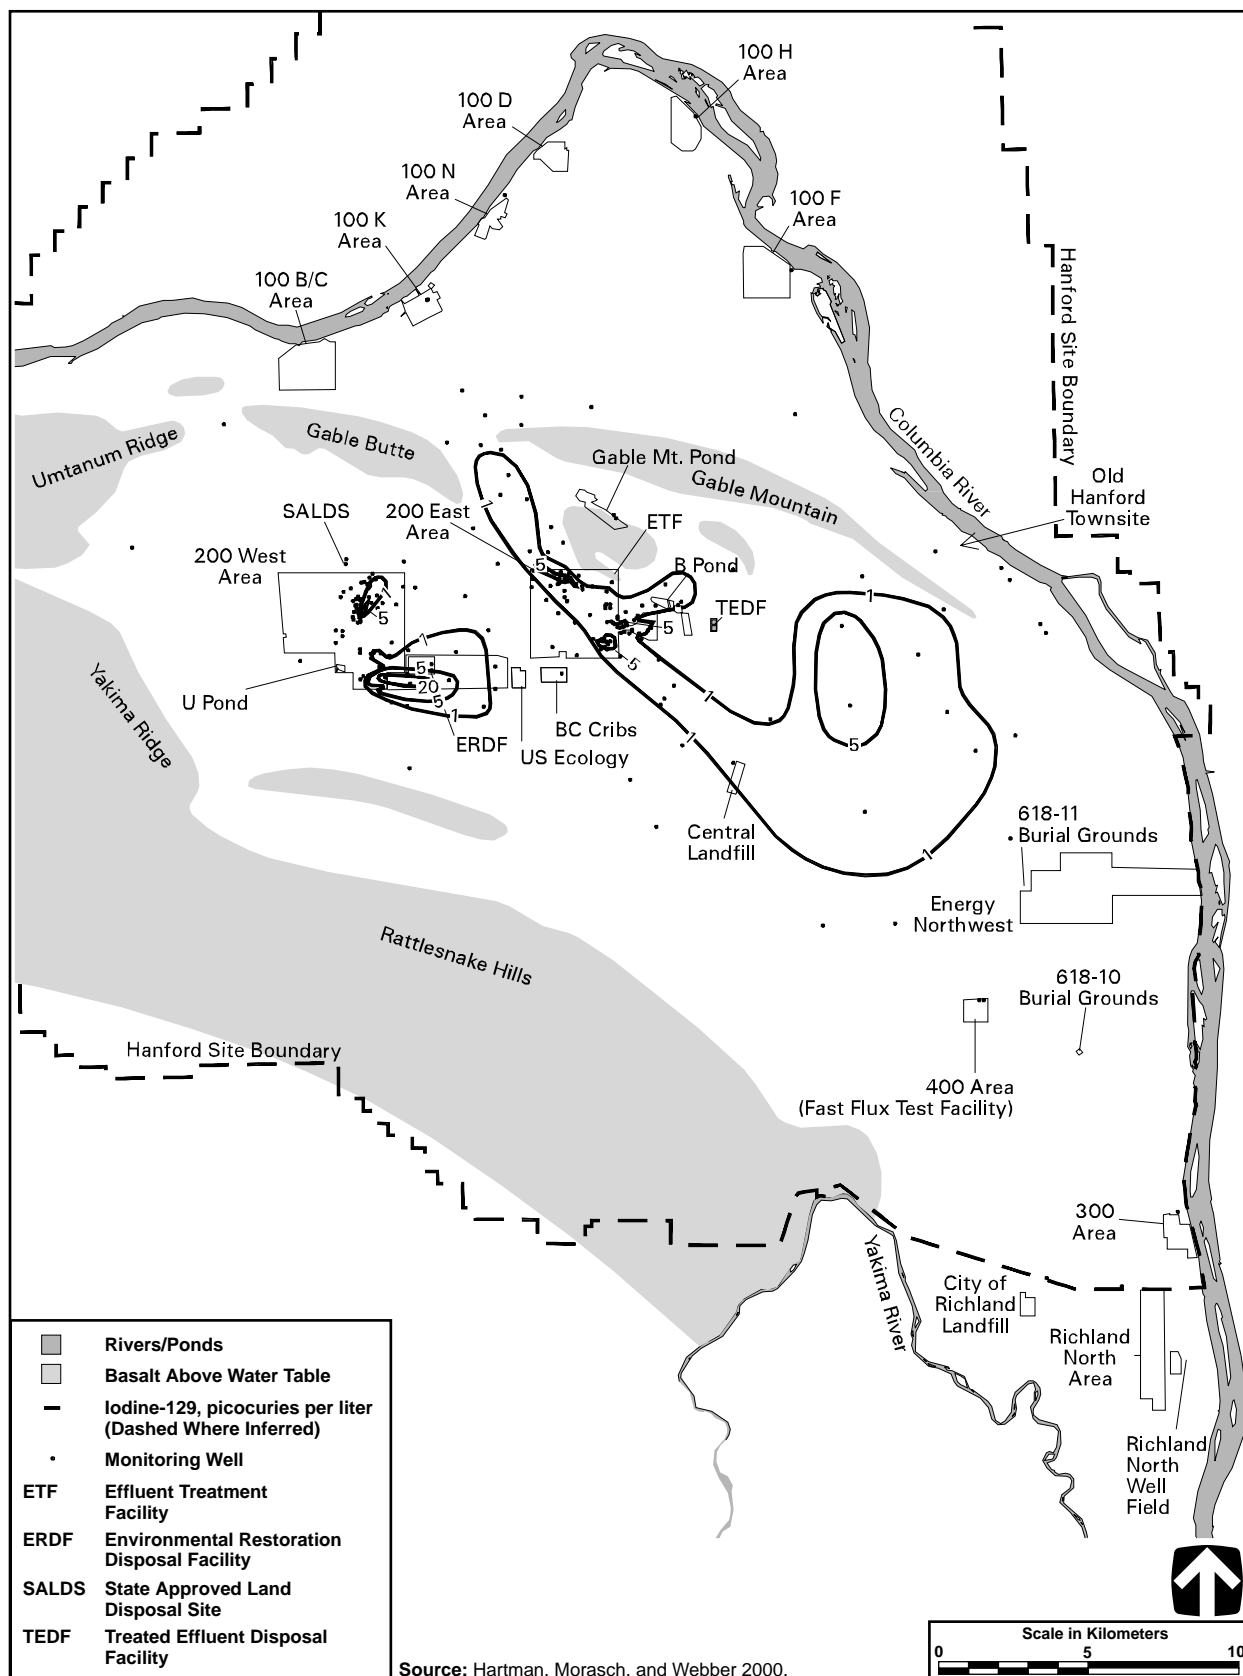 100 H
Area
100 D
Area
100 N
Area
100 K
Area
100 F
Area
100 B/C
Area
Hanford Site Boundary
Columbia River
Umtanum Ridge
Gable Butte
Gable Mt. Pond
Gable Mountain
Old
Hanford
Townsite
SALDS
200 East
Area
ETF
200 West
Area
B Pond
TEDF
1
5
1
5
5
5
1
1
5
20
5
1
1
1
5
1
U Pond
ERDF
BC Cribs
US Ecology
Yakima Ridge
Central
Landfill
618-11
Burial Grounds
Energy
Northwest
Rattlesnake Hills
618-10
Burial Grounds
Hanford Site Boundary
400 Area
(Fast Flux Test Facility)
300
Area
Yakima River
City of
Richland
Landfill
Richland
North
Area
Richland
North
Well
Field
Rivers/Ponds
Basalt Above Water Table
Iodine-129, picocuries per liter
(Dashed Where Inferred)
Monitoring Well
ETF Effluent Treatment
Facility
ERDF Environmental Restoration
Disposal Facility
SALDS State Approved Land
Disposal Site
TEDF Treated Effluent Disposal
Facility
Source: Hartman, Morasch, and Webber 2000.
Scale in Kilometers
0 5 10